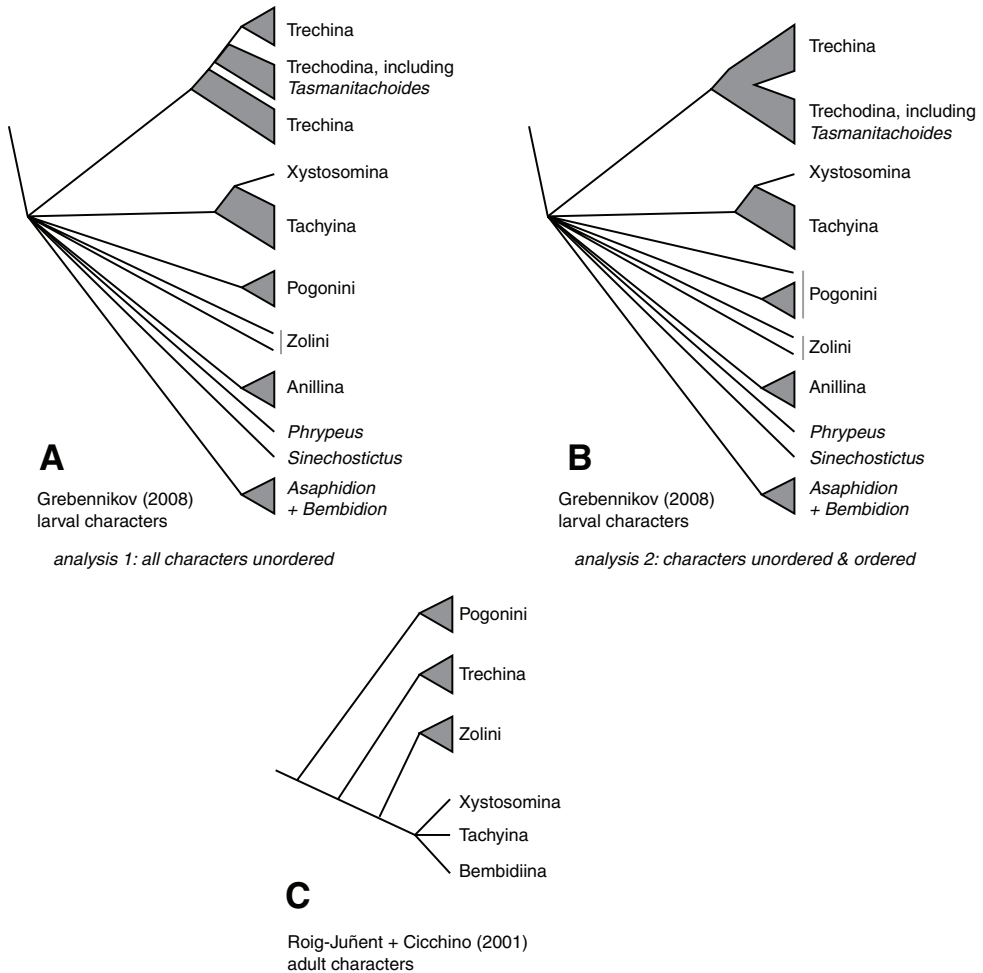 Trechina
Trechodina, including
Tasmanitachoides
Trechina
Xystosomina
Tachyina
Pogonini
Zolini
Anillina
Phrypeus
Sinechostictus
Asaphidion
+ Bembidion
A
Grebennikov (2008)
larval characters
analysis 1: all characters unordered
Trechina
Trechodina, including
Tasmanitachoides
Xystosomina
Tachyina
Pogonini
Zolini
Anillina
Phrypeus
Sinechostictus
Asaphidion
+ Bembidion
B
Grebennikov (2008)
larval characters
analysis 2: characters unordered & ordered
Pogonini
Trechina
Zolini
Xystosomina
Tachyina
Bembidiina
C
Roig-Juñent + Cicchino (2001)
adult characters